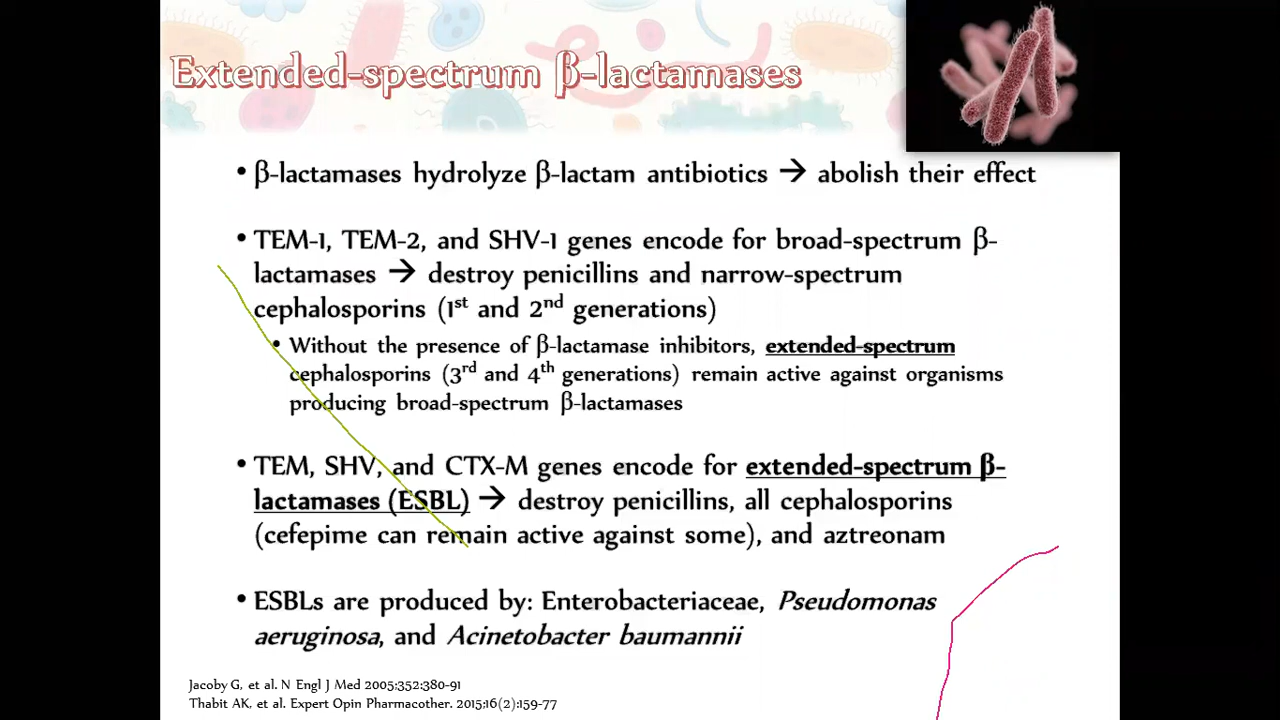 Extended-spectrum β-lactamases
• β-lactamases hydrolyze β-lactam antibiotics → abolish their effect
• TEM-1, TEM-2, and SHV-1 genes encode for broad-spectrum β-
lactamases → destroy penicillins and narrow-spectrum
cephalosporins (1st and 2nd generations)
• Without the presence of β-lactamase inhibitors, extended-spectrum
cephalosporins (3rd and 4th generations) remain active against organisms
producing broad-spectrum β-lactamases
• TEM, SHV, and CTX-M genes encode for extended-spectrum β-
lactamases (ESBL) → destroy penicillins, all cephalosporins
(cefepime can remain active against some), and aztreonam
• ESBLs are produced by: Enterobacteriaceae, Pseudomonas
aeruginosa, and Acinetobacter baumannii
Jacoby G, et al. N Engl J Med 2005:352:380-91
Thabit AK, et al. Expert Opin Pharmacother. 2015:16(2):159-77